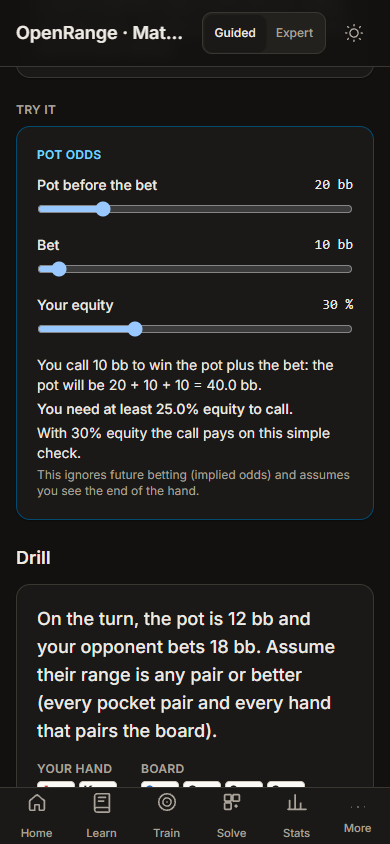 OpenRange · Mat...
Guided
Expert
TRY IT
POT ODDS
Pot before the bet
20 bb
Bet
10 bb
Your equity
30 %
You call 10 bb to win the pot plus the bet: the
pot will be 20 + 10 + 10 = 40.0 bb.
You need at least 25.0% equity to call.
With 30% equity the call pays on this simple
check.
This ignores future betting (implied odds) and assumes
you see the end of the hand.
Drill
On the turn, the pot is 12 bb and
your opponent bets 18 bb. Assume
their range is any pair or better
(every pocket pair and every hand
that pairs the board).
YOUR HAND
BOARD
Home
Learn
Train
Solve
Stats
More